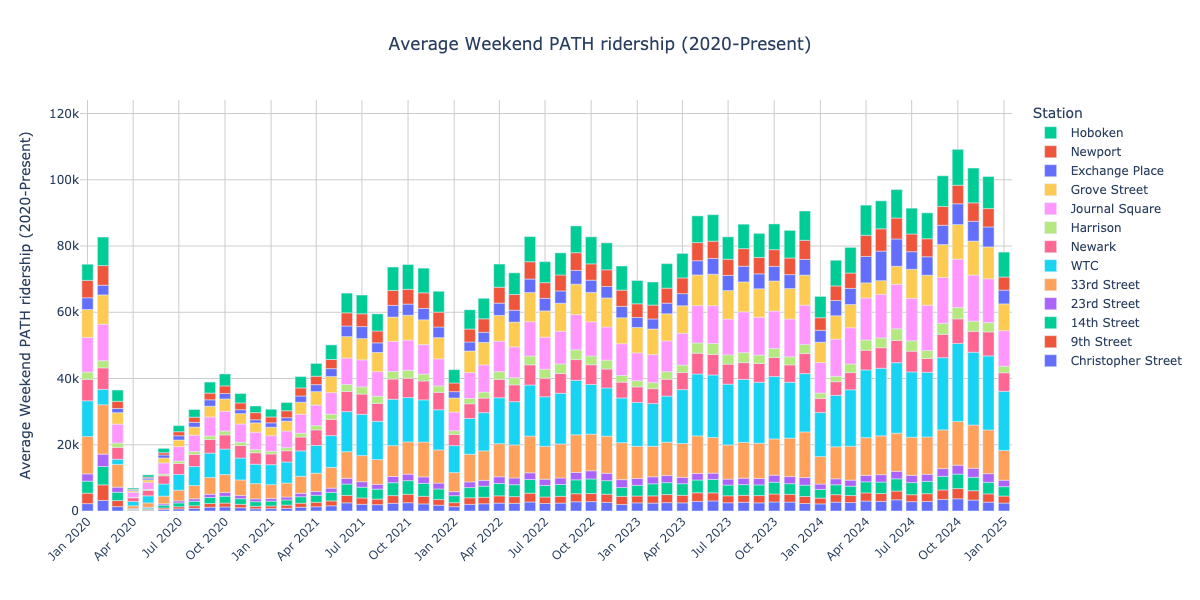 Average Weekend PATH ridership (2020-Present)
Average Weekend PATH ridership (2020-Present)
120k
100k
80k
60k
40k
20k
0
Jan 2020
Apr 2020
Jul 2020
Oct 2020
Jan 2021
Apr 2021
Jul 2021
Oct 2021
Jan 2022
Apr 2022
Jul 2022
Oct 2022
Jan 2023
Apr 2023
Jul 2023
Oct 2023
Jan 2024
Apr 2024
Jul 2024
Oct 2024
Jan 2025
Station
Hoboken
Newport
Exchange Place
Grove Street
Journal Square
Harrison
Newark
WTC
33rd Street
23rd Street
14th Street
9th Street
Christopher Street